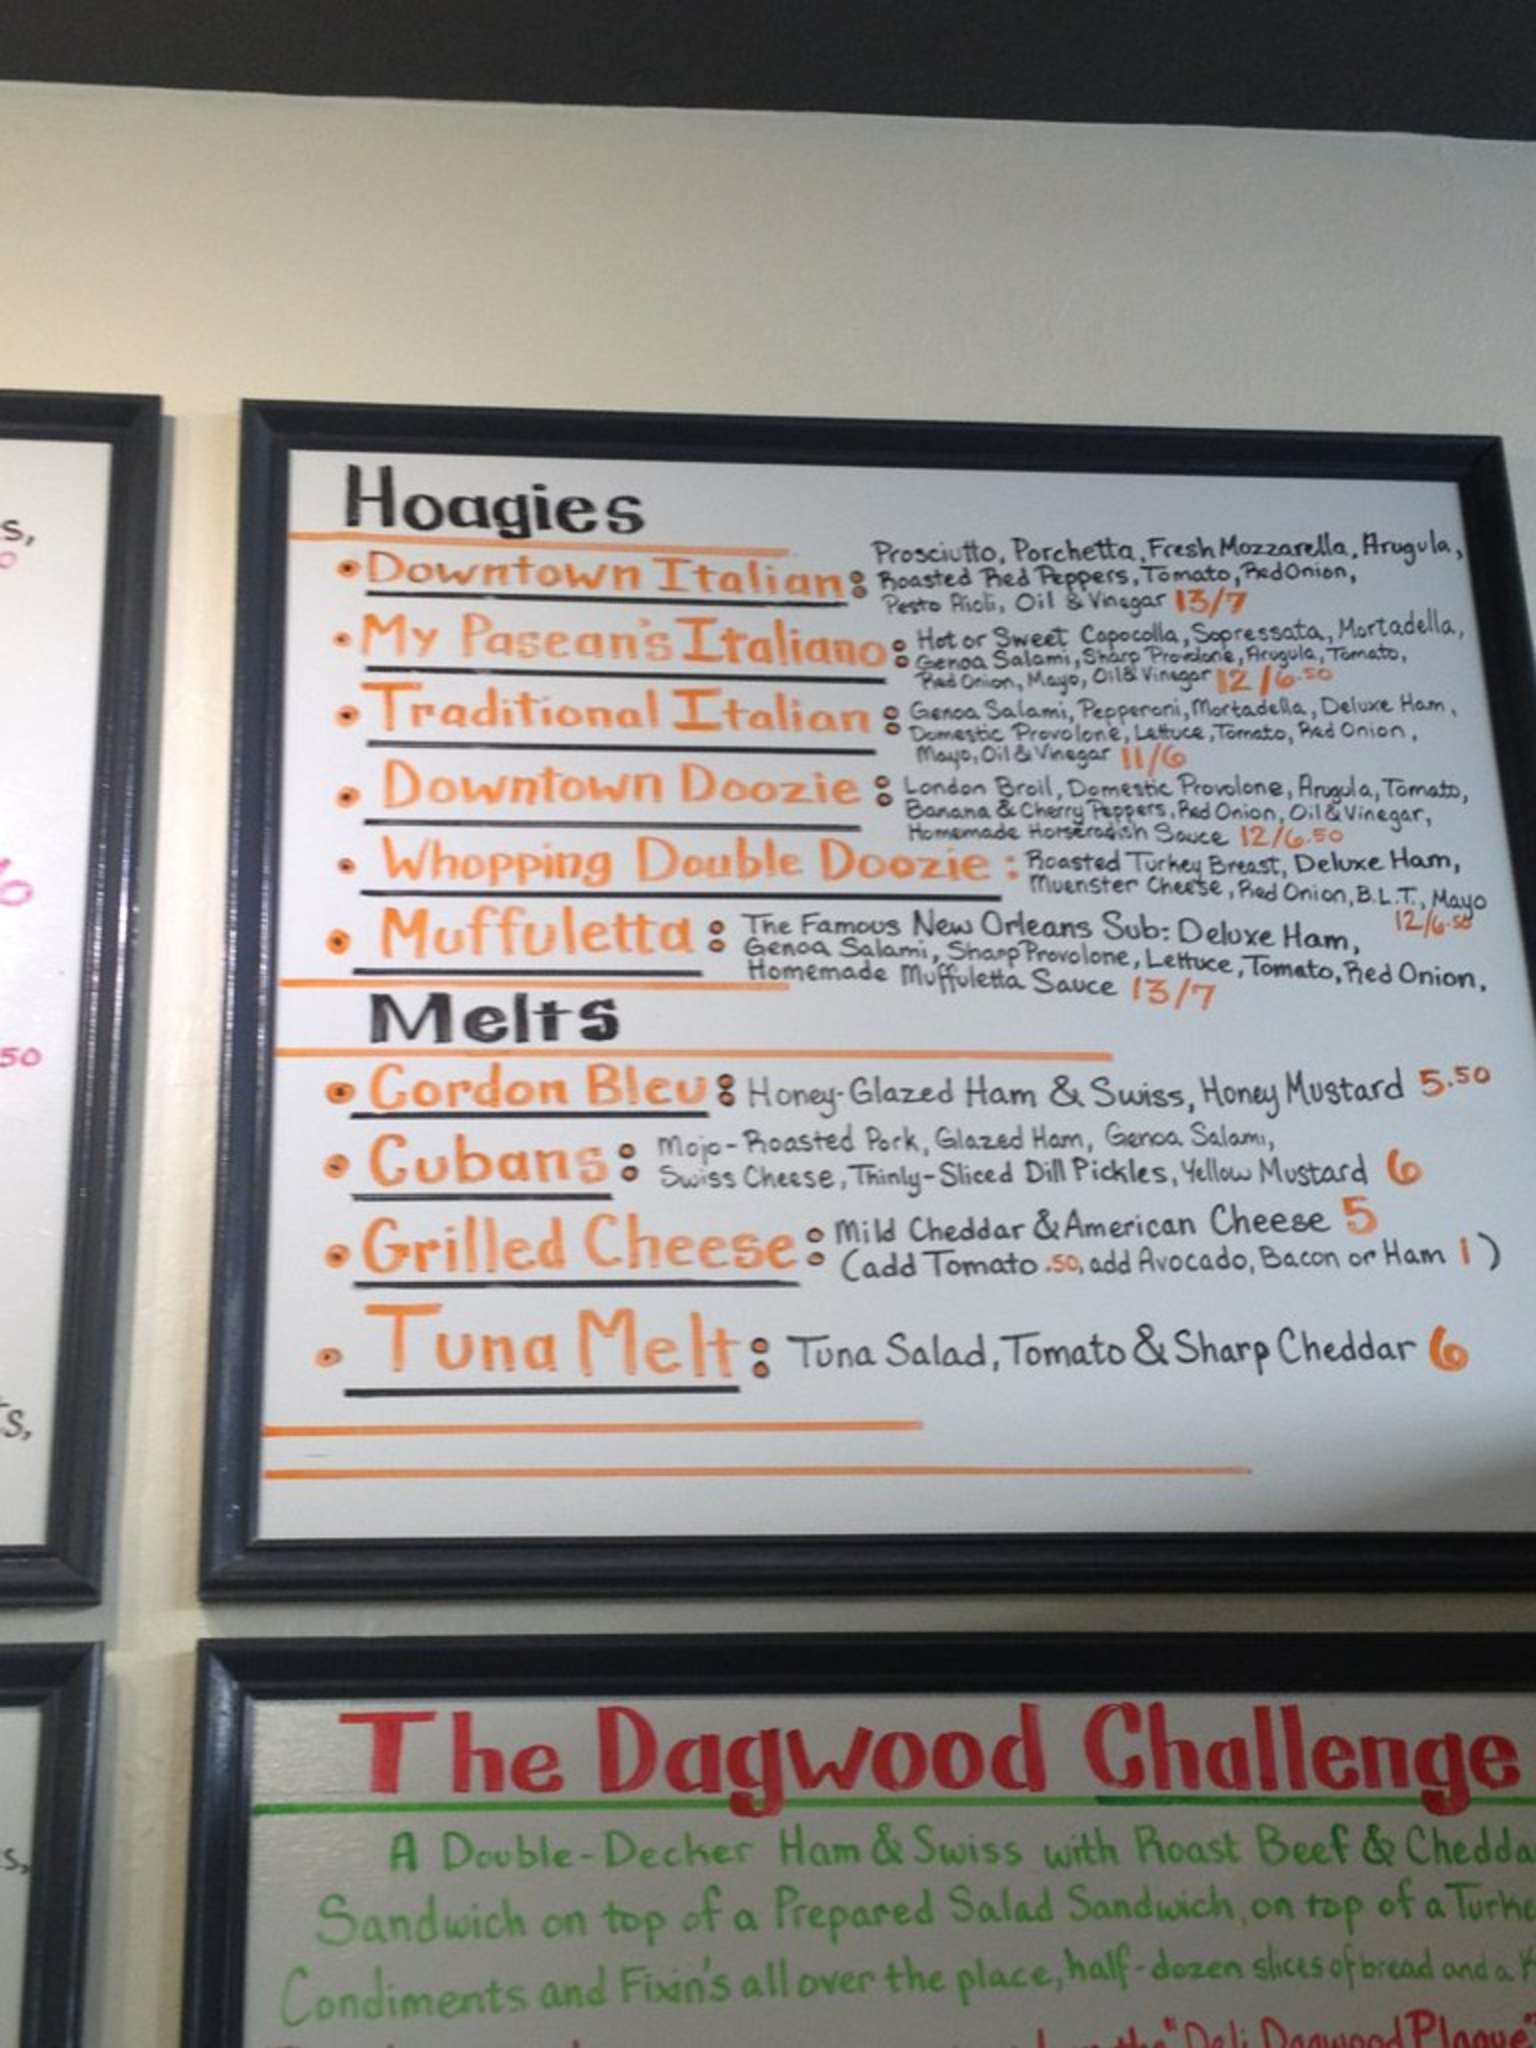 Hoagies
• Downtown Italian: Prosciutto, Porchetta, Fresh Mozzarella, Arugula,
Roasted Red Peppers, Tomato, Red Onion,
Pesto Aioli, Oil & Vinegar 13/7
• My Pasean's Italiano: Hot or Sweet Capocolla, Sopressata, Mortadella,
Genoa Salami, Sharp Provolone, Arugula, Tomato,
Red Onion, Mayo, Oil & Vinegar 12/6.50
• Traditional Italian: Genoa Salami, Pepperoni, Mortadella, Deluxe Ham,
Domestic Provolone, Lettuce, Tomato, Red Onion,
Mayo, Oil & Vinegar 11/6
• Downtown Doozie: London Broil, Domestic Provolone, Arugula, Tomato,
Banana & Cherry Peppers, Red Onion, Oil & Vinegar,
Homemade Horseradish Sauce 12/6.50
• Whopping Double Doozie: Roasted Turkey Breast, Deluxe Ham,
Muenster Cheese, Red Onion, B.L.T., Mayo
12/6.50
• Muffuletta: The Famous New Orleans Sub: Deluxe Ham,
Genoa Salami, Sharp Provolone, Lettuce, Tomato, Red Onion,
Homemade Muffuletta Sauce 13/7
Melts
• Cordon Bleu: Honey-Glazed Ham & Swiss, Honey Mustard 5.50
• Cubans: Mojo-Roasted Pork, Glazed Ham, Genoa Salami,
Swiss Cheese, Thinly-Sliced Dill Pickles, Yellow Mustard 6
• Grilled Cheese: Mild Cheddar & American Cheese 5
(add Tomato .50, add Avocado, Bacon or Ham 1)
• Tuna Melt: Tuna Salad, Tomato & Sharp Cheddar 6
The Dagwood Challenge
A Double-Decker Ham & Swiss with Roast Beef & Chedda
Sandwich on top of a Prepared Salad Sandwich, on top of a Turke
Condiments and Fixin's all over the place, half-dozen slices of bread and a
the "Deli Dagwood Plaque"